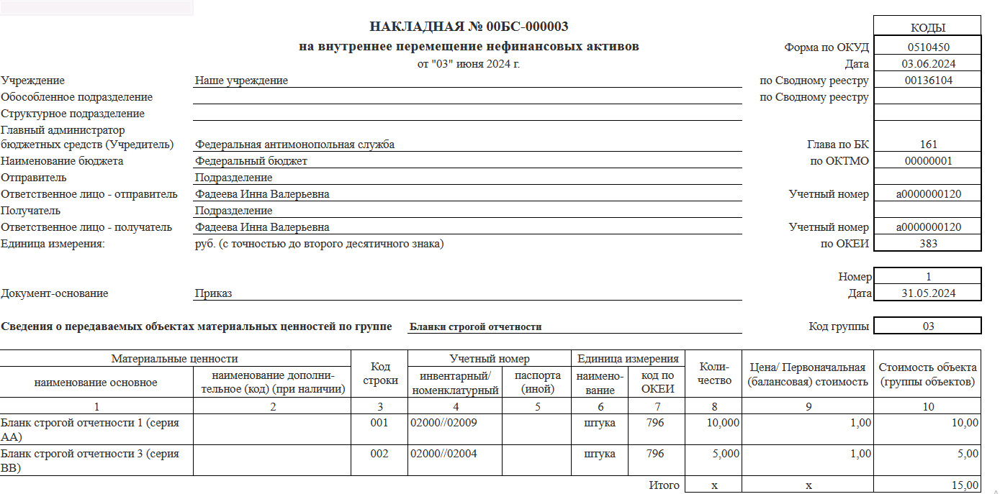 НАКЛАДНАЯ № 00БС-000003
КОДЫ
на внутреннее перемещение нефинансовых активов
Форма по ОКУД 0510450
от "03" июня 2024 г.
Дата 03.06.2024
Учреждение Наше учреждение по Сводному реестру 00136104
Обособленное подразделение по Сводному реестру
Структурное подразделение
Главный администратор
бюджетных средств (Учредитель) Федеральная антимонопольная служба Глава по БК 161
Наименование бюджета Федеральный бюджет по ОКТМО 00000001
Отправитель Подразделение
Ответственное лицо - отправитель Фадеева Инна Валерьевна Учетный номер а0000000120
Получатель Подразделение
Ответственное лицо - получатель Фадеева Инна Валерьевна Учетный номер а0000000120
Единица измерения: руб. (с точностью до второго десятичного знака) по ОКЕИ 383
Номер 1
Документ-основание Приказ Дата 31.05.2024
Сведения о передаваемых объектах материальных ценностей по группе Бланки строгой отчетности Код группы 03
Материальные ценности
Код
строки
Учетный номер
Единица измерения
Коли-
чество
Цена/ Первоначальная
(балансовая) стоимость
Стоимость объекта
(группы объектов)
наименование основное
наименование дополни-
тельное (код) (при наличии)
инвентарный/
номенклатурный
паспорта
(иной)
наимено-
вание
код по
ОКЕИ
1 2 3 4 5 6 7 8 9 10
Бланк строгой отчетности 1 (серия 001 02000//02009 штука 796 10,000 1,00 10,00
АА)
Бланк строгой отчетности 3 (серия 002 02000//02004 штука 796 5,000 1,00 5,00
ВВ)
Итого х х 15,00